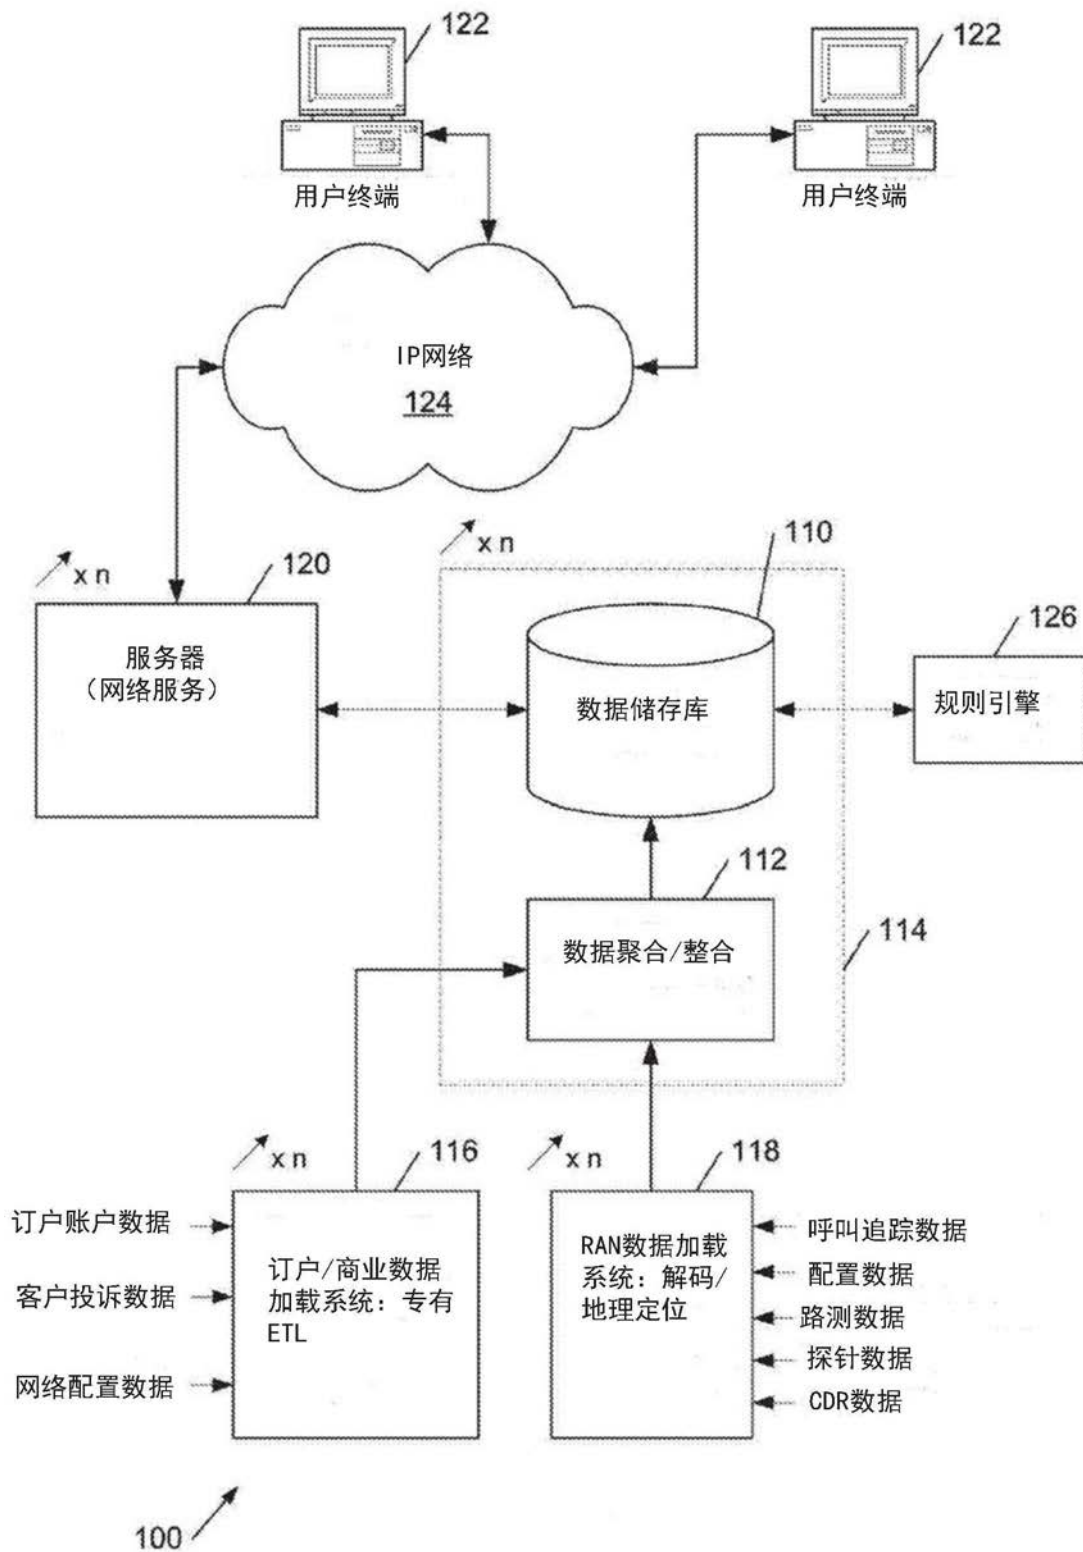 122
122
用户终端
用户终端
IP网络
124
x n
110
x n
120
126
服务器
（网络服务）
数据储存库
规则引擎
112
数据聚合/整合
114
x n
116
x n
118
订户账户数据
客户投诉数据
网络配置数据
订户/商业数据
加载系统：专有
ETL
RAN数据加载
系统：解码/
地理定位
呼叫追踪数据
配置数据
路测数据
探针数据
CDR数据
100